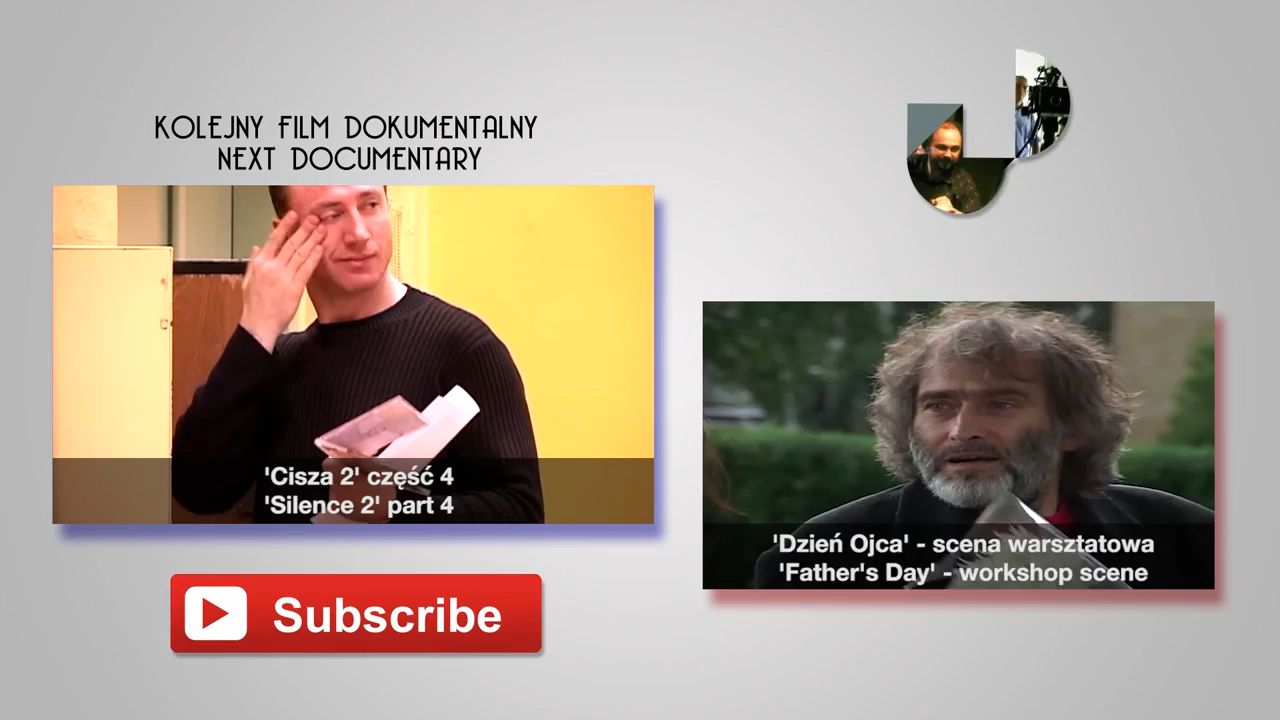 KOLEJNY FILM DOKUMENTALNY
NEXT DOCUMENTARY
'Cisza 2' część 4
'Silence 2' part 4
'Dzień Ojca' - scena warsztatowa
'Father's Day' - workshop scene
Subscribe